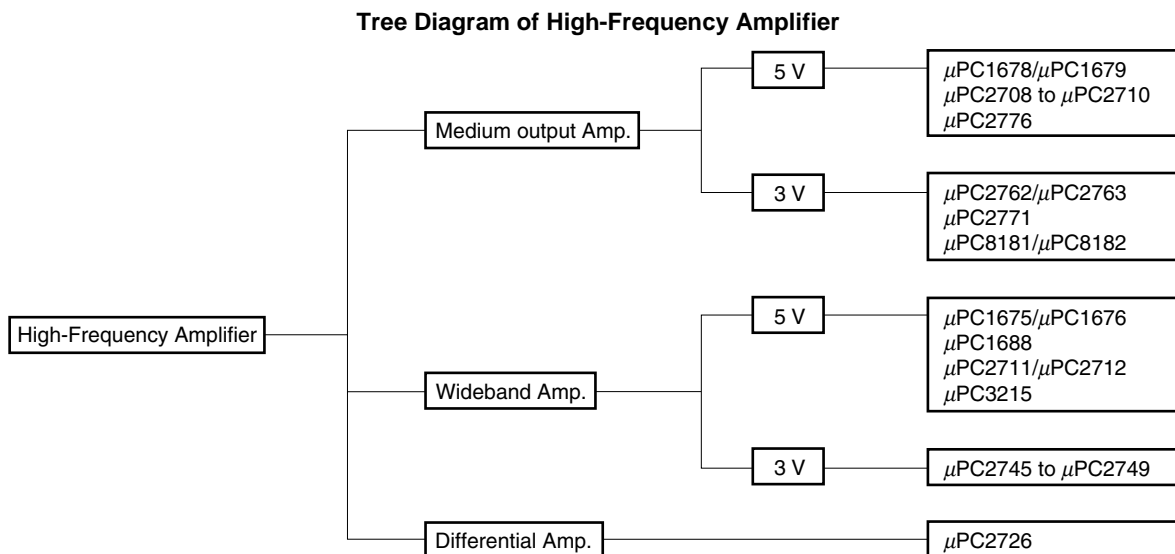 Tree Diagram of High-Frequency Amplifier
5 V
μPC1678/μPC1679
μPC2708 to μPC2710
μPC2776
Medium output Amp.
3 V
μPC2762/μPC2763
μPC2771
μPC8181/μPC8182
High-Frequency Amplifier
5 V
μPC1675/μPC1676
μPC1688
μPC2711/μPC2712
μPC3215
Wideband Amp.
3 V
μPC2745 to μPC2749
Differential Amp.
μPC2726